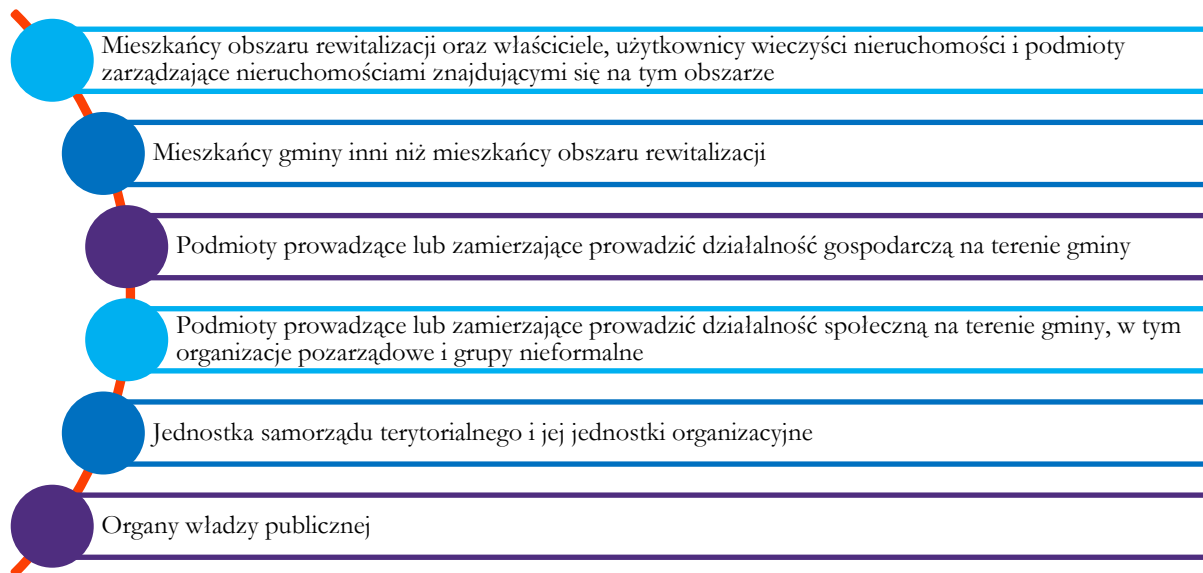 Mieszkańcy obszaru rewitalizacji oraz właściciele, użytkownicy wieczyści nieruchomości i podmioty
zarządzające nieruchomościami znajdującymi się na tym obszarze
Mieszkańcy gminy inni niż mieszkańcy obszaru rewitalizacji
Podmioty prowadzące lub zamierzające prowadzić działalność gospodarczą na terenie gminy
Podmioty prowadzące lub zamierzające prowadzić działalność społeczną na terenie gminy, w tym
organizacje pozarządowe i grupy nieformalne
Jednostka samorządu terytorialnego i jej jednostki organizacyjne
Organy władzy publicznej